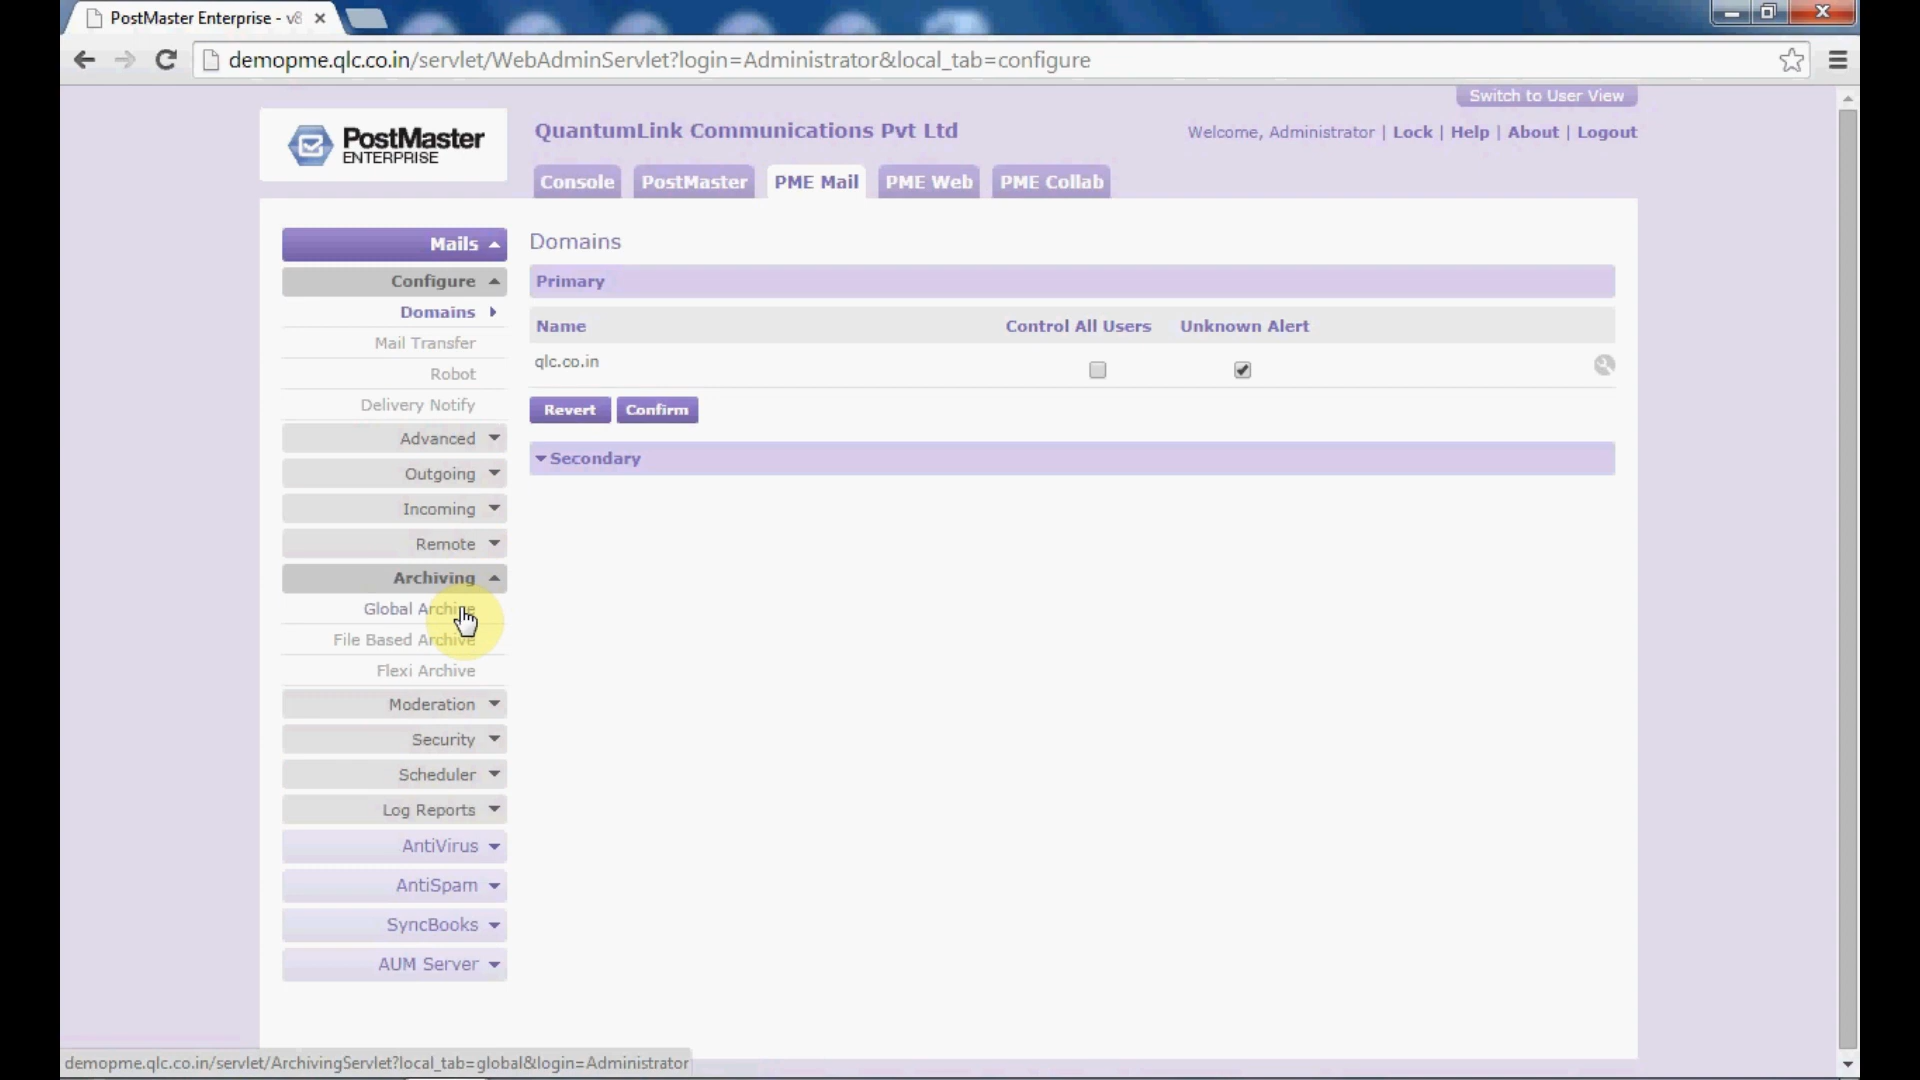 PostMaster Enterprise - v8
demopme.qlc.co.in/servlet/WebAdminServlet?login=Administrator&local_tab=configure
Switch to User View
PostMaster
ENTERPRISE
QuantumLink Communications Pvt Ltd
Welcome, Administrator | Lock | Help | About | Logout
Console PostMaster PME Mail PME Web PME Collab
Mails
Configure
Domains
Mail Transfer
Robot
Delivery Notify
Advanced
Outgoing
Incoming
Remote
Archiving
Global Archive
File Based Archive
Flexi Archive
Moderation
Security
Scheduler
Log Reports
AntiVirus
AntiSpam
SyncBooks
AUM Server
Domains
Primary
Name Control All Users Unknown Alert
qlc.co.in
Revert Confirm
Secondary
demopme.qlc.co.in/servlet/ArchivingServlet?local_tab=global&login=Administrator